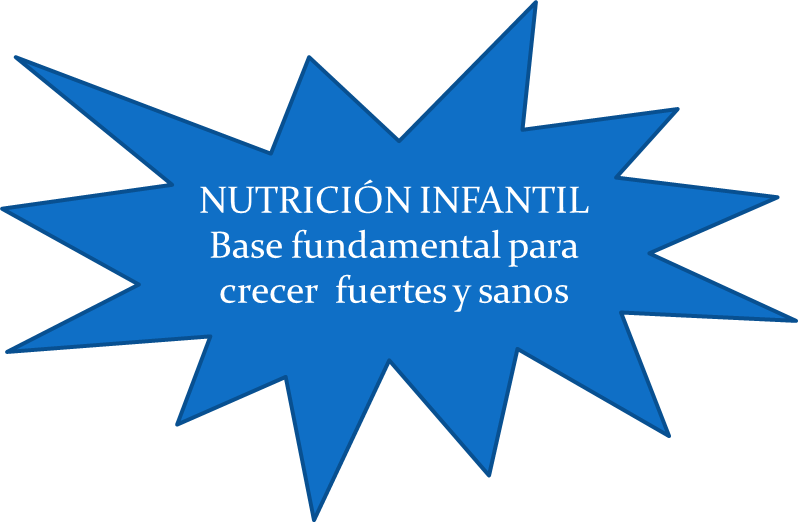 NUTRICIÓN INFANTIL
Base fundamental para
crecer  fuertes y sanos